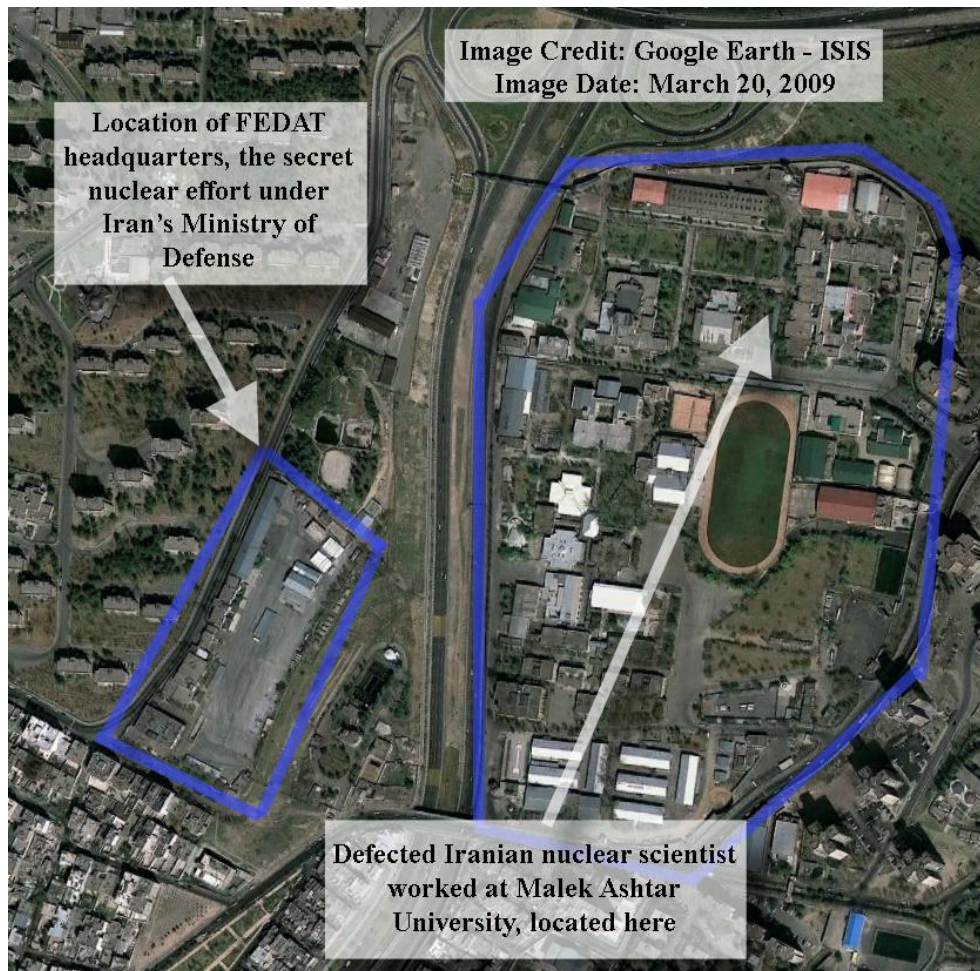 Image Credit: Google Earth - ISIS
Image Date: March 20, 2009
Location of FEDAT
headquarters, the secret
nuclear effort under
Iran’s Ministry of
Defense
Defected Iranian nuclear scientist
worked at Malek Ashtar
University, located here